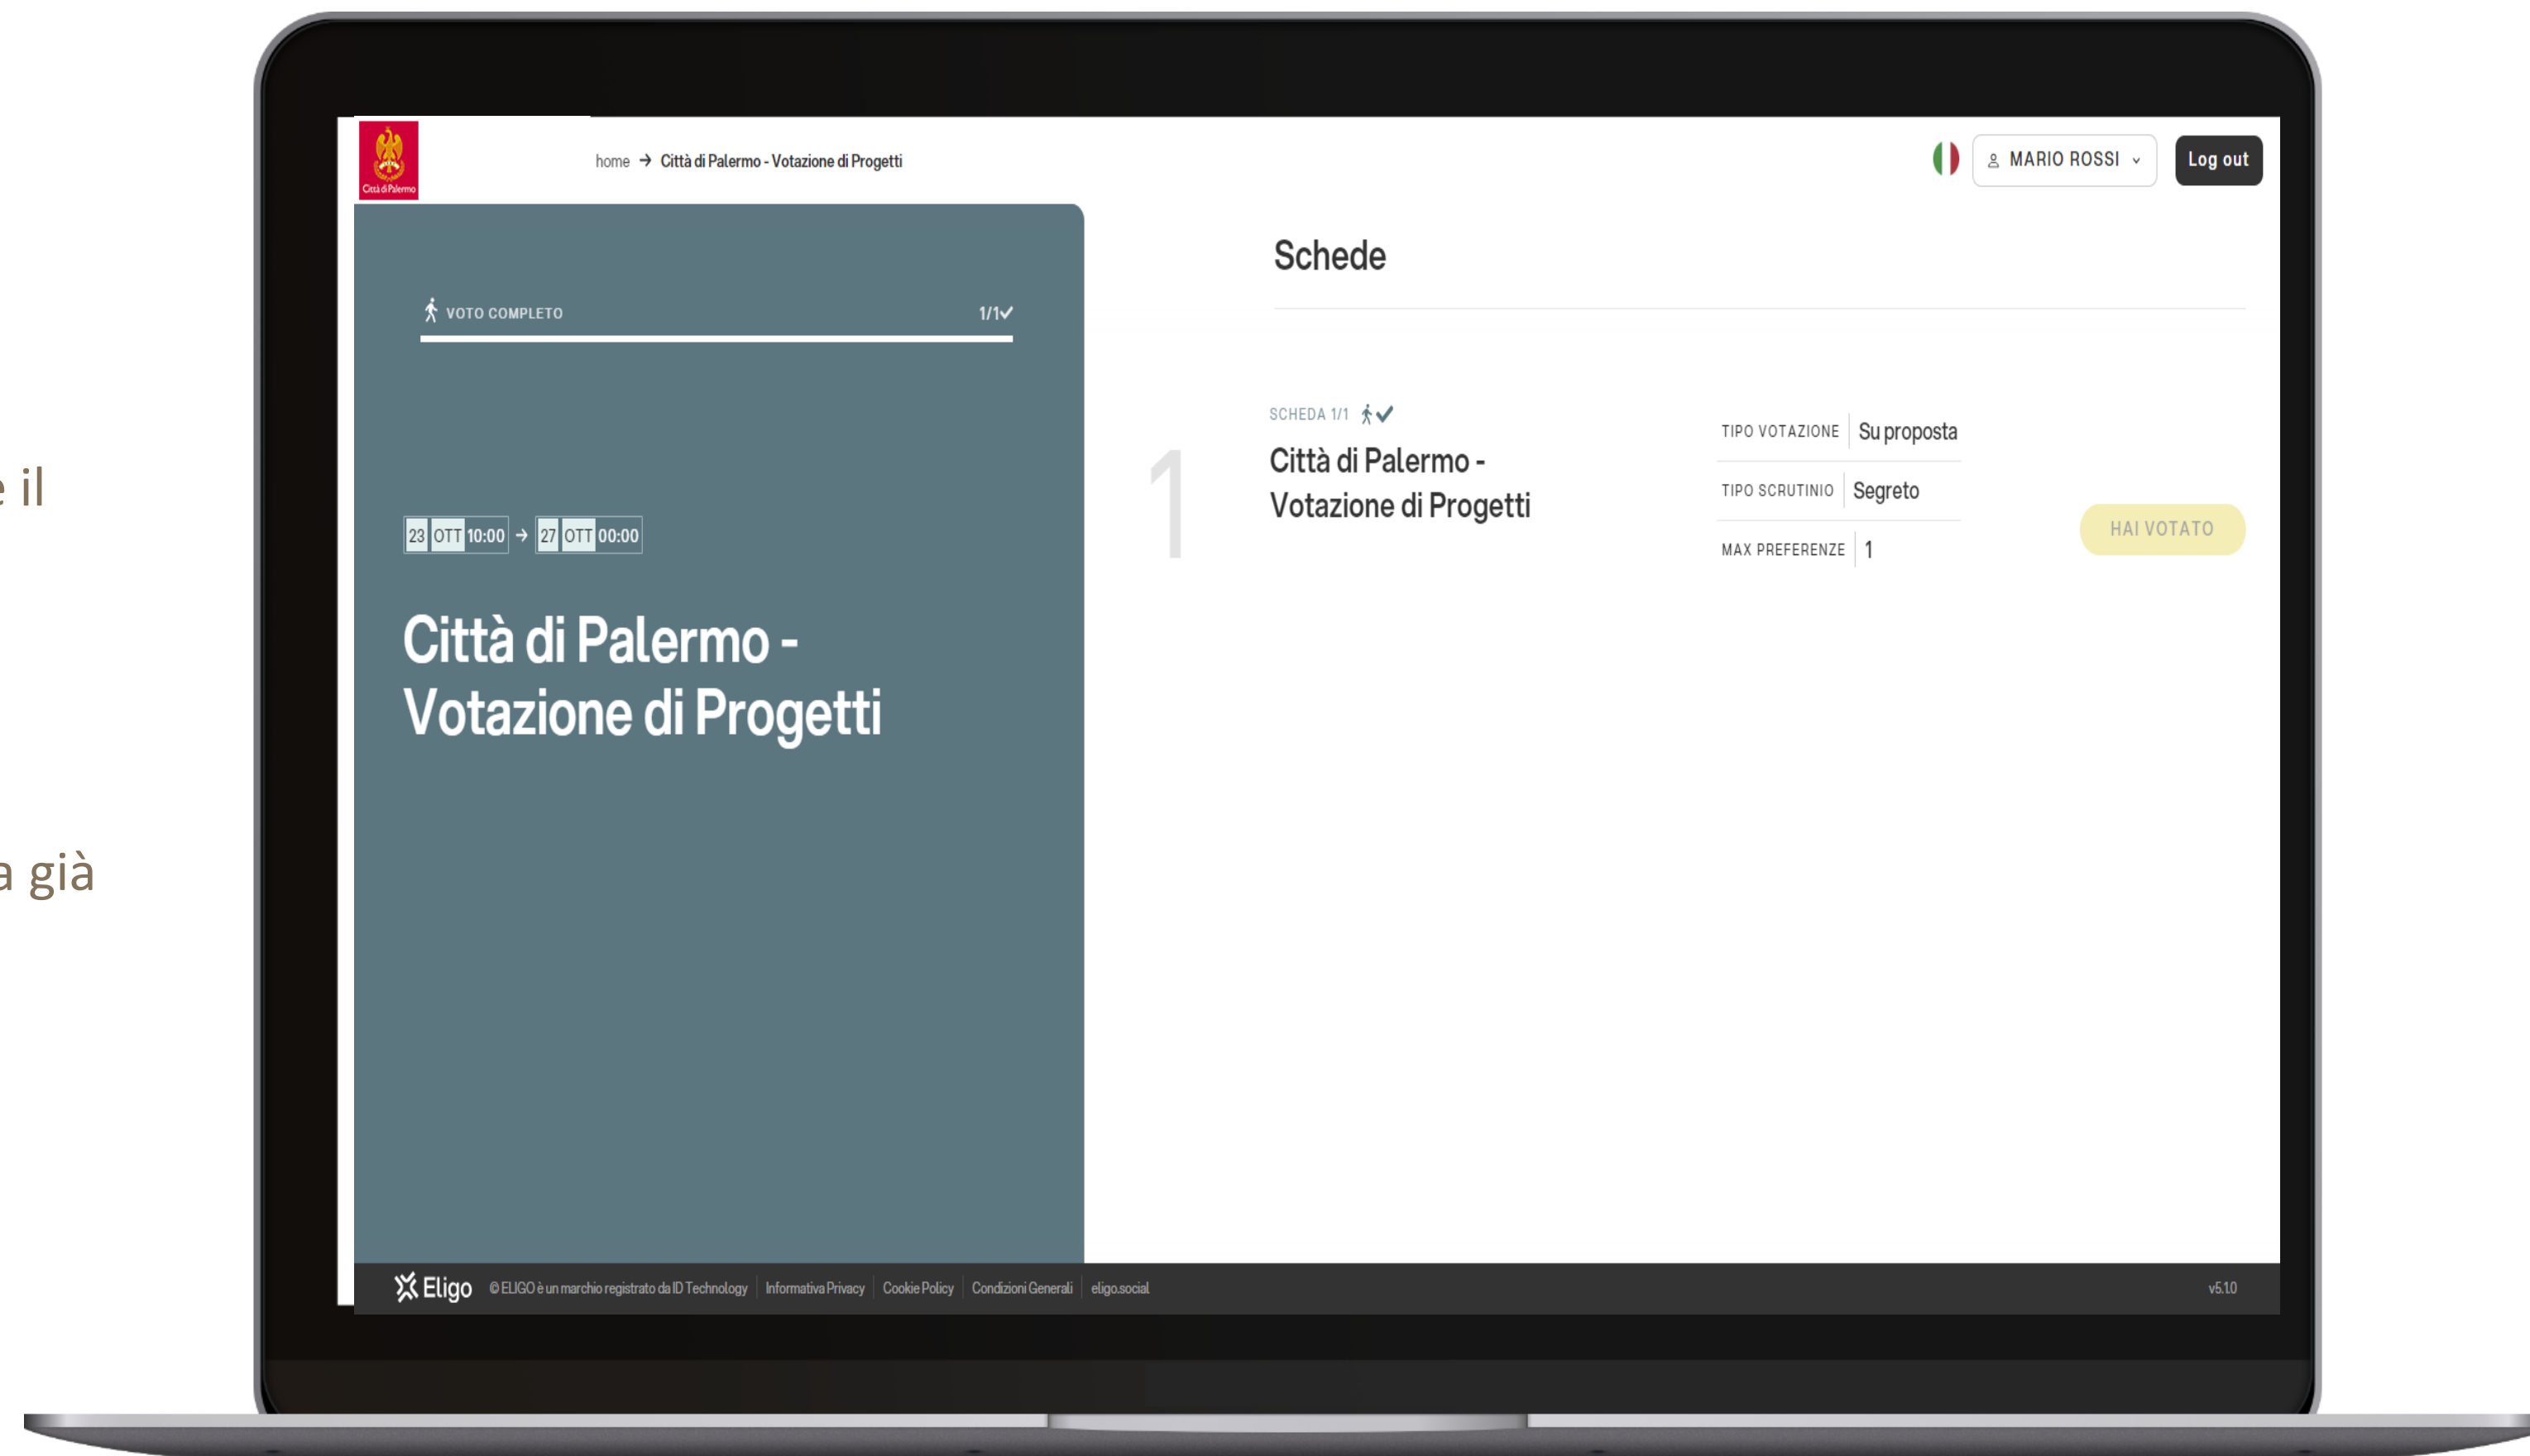 e il
a già
Città di Palermo
home → Città di Palermo - Votazione di Progetti
MARIO ROSSI
Log out
VOTO COMPLETO 1/1
23 OTT 10:00 → 27 OTT 00:00
Città di Palermo -
Votazione di Progetti
Schede
1
SCHEDA 1/1
Città di Palermo -
Votazione di Progetti
TIPO VOTAZIONE Su proposta
TIPO SCRUTINIO Segreto
MAX PREFERENZE 1
HAI VOTATO
Eligo © ELIGO è un marchio registrato da ID Technology Informativa Privacy Cookie Policy Condizioni Generali eligo.social v5.1.0